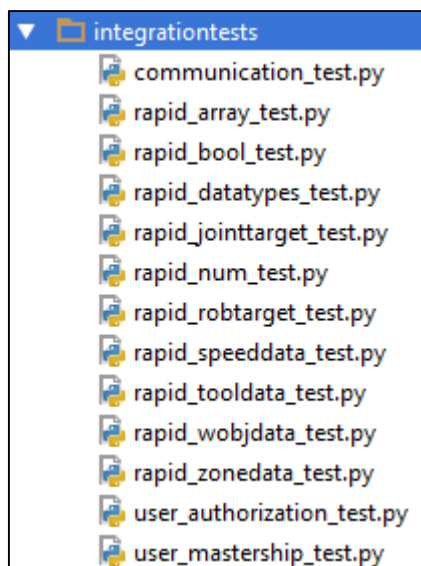 integrationtests
communication_test.py
rapid_array_test.py
rapid_bool_test.py
rapid_datatypes_test.py
rapid_jointtarget_test.py
rapid_num_test.py
rapid_robtarget_test.py
rapid_speeddata_test.py
rapid_tooldata_test.py
rapid_wobjdata_test.py
rapid_zonedata_test.py
user_authorization_test.py
user_mastership_test.py